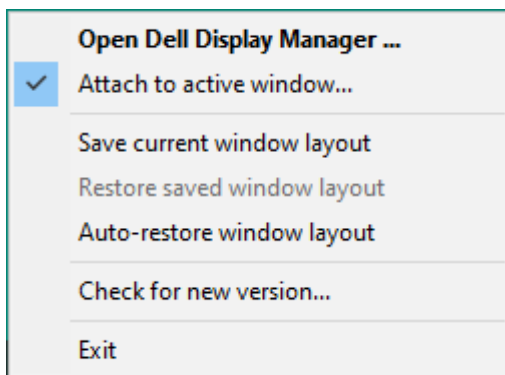 Open Dell Display Manager ...
Attach to active window...
Save current window layout
Restore saved window layout
Auto-restore window layout
Check for new version...
Exit